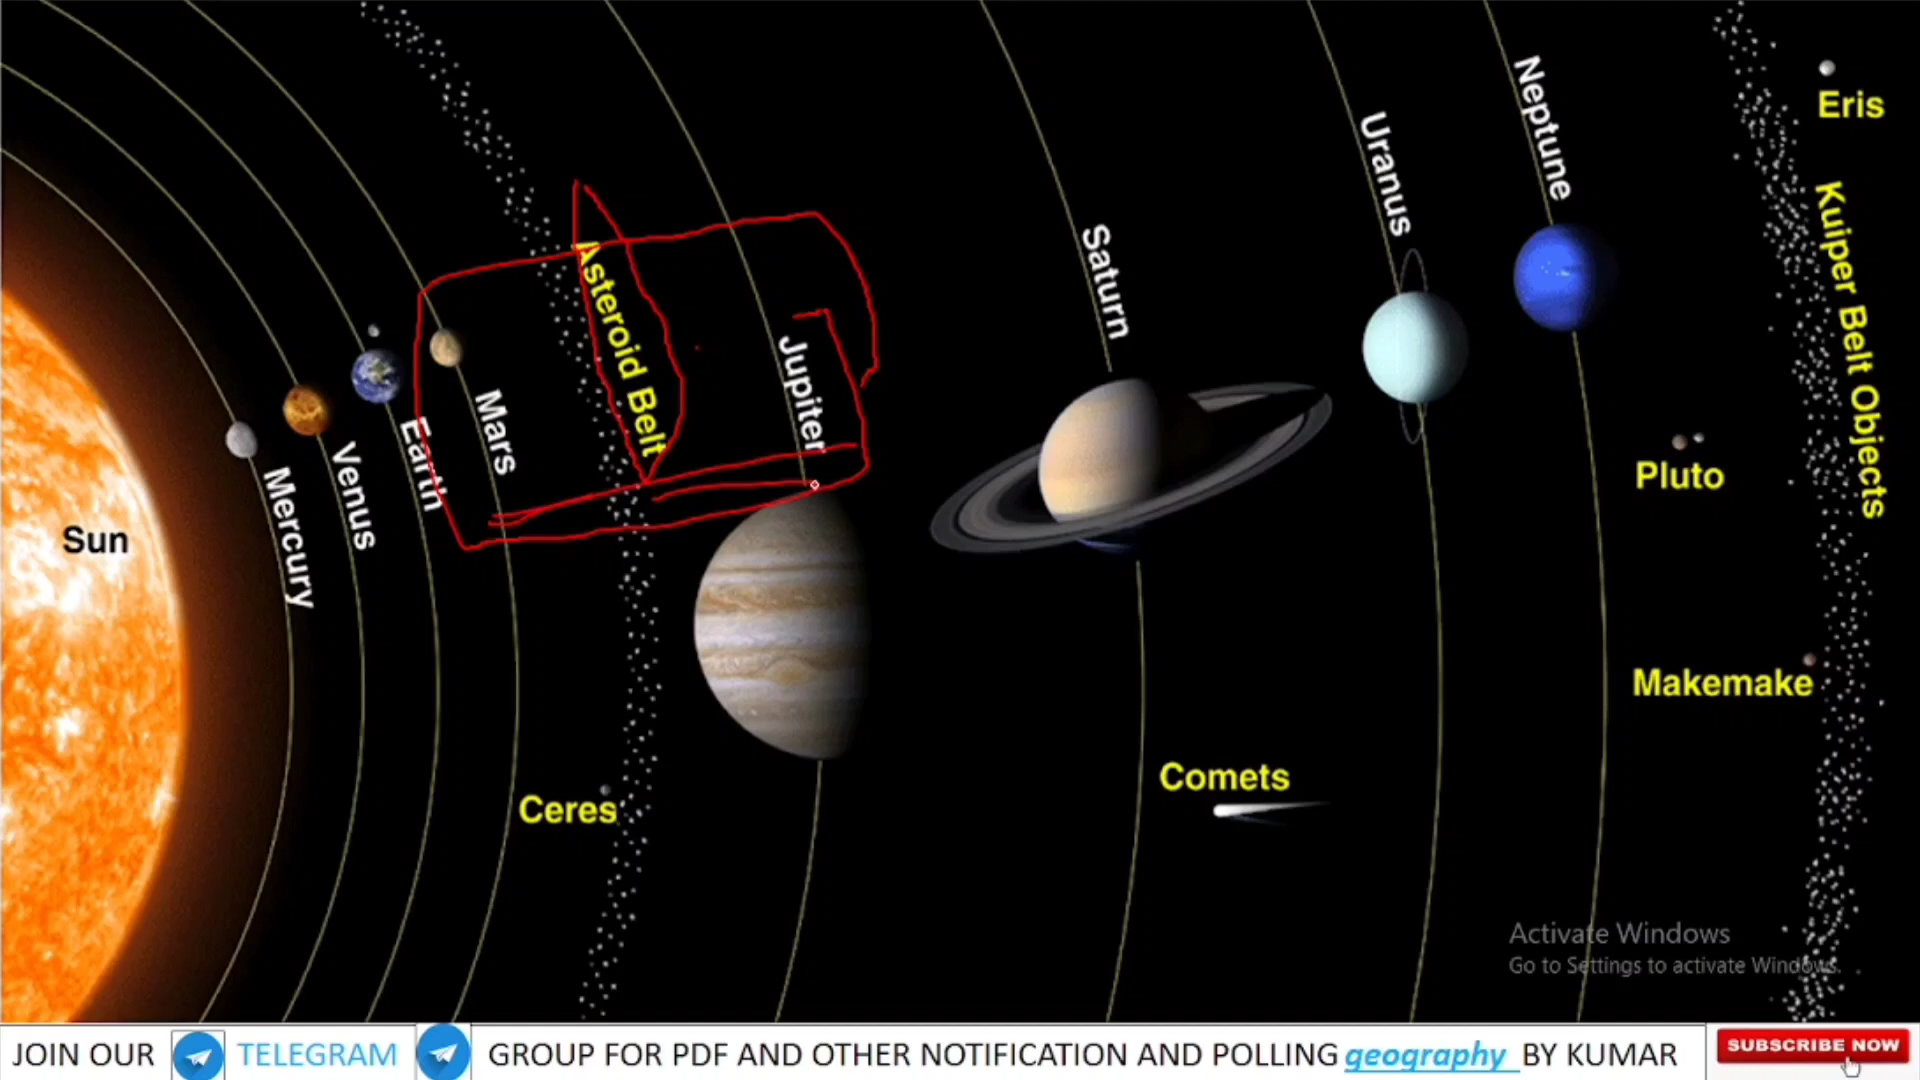 Sun
Mercury
Venus
Earth
Mars
Asteroid Belt
Ceres
Jupiter
Saturn
Comets
Uranus
Neptune
Eris
Kuiper Belt Objects
Pluto
Makemake
Activate Windows
Go to Settings to activate Windows.
JOIN OUR TELEGRAM GROUP FOR PDF AND OTHER NOTIFICATION AND POLLING geography BY KUMAR
SUBSCRIBE NOW